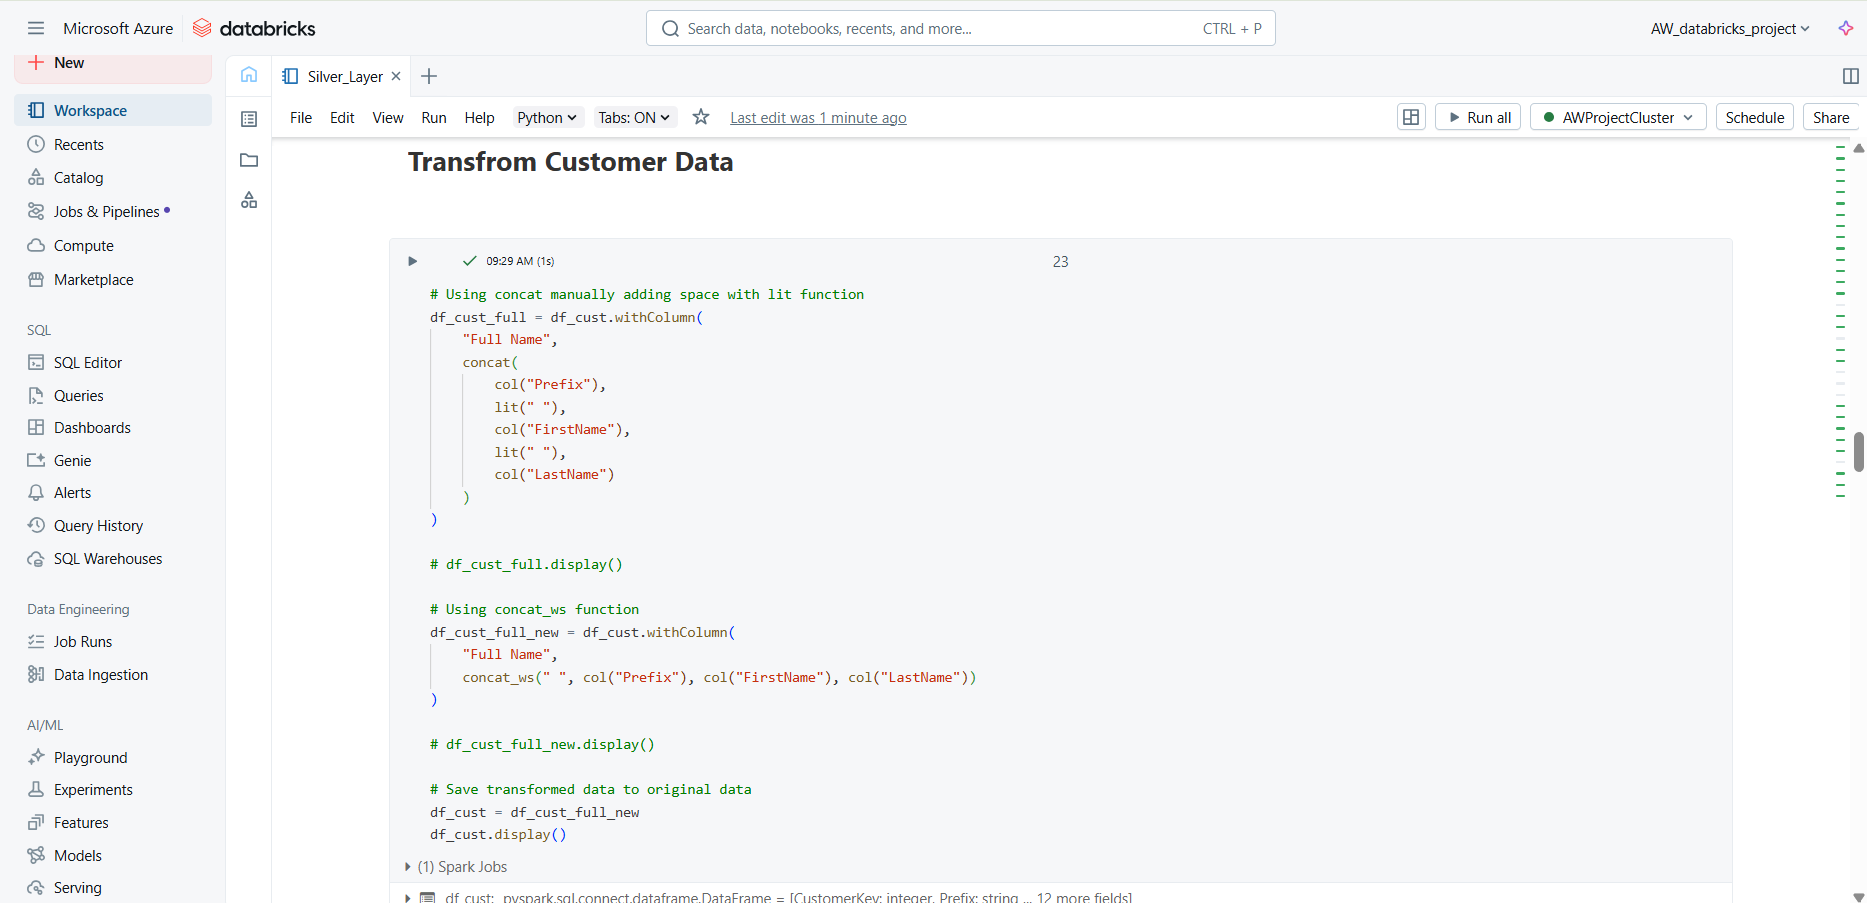 Microsoft Azure
databricks
Search data, notebooks, recents, and more...
CTRL + P
AW_databricks_project
New
Workspace
Recents
Catalog
Jobs & Pipelines
Compute
Marketplace
SQL
SQL Editor
Queries
Dashboards
Genie
Alerts
Query History
SQL Warehouses
Data Engineering
Job Runs
Data Ingestion
AI/ML
Playground
Experiments
Features
Models
Serving
Silver_Layer
File Edit View Run Help Python Tabs: ON Last edit was 1 minute ago
Run all AWProjectCluster Schedule Share
Transfrom Customer Data
09:29 AM (1s)
23
# Using concat manually adding space with lit function
df_cust_full = df_cust.withColumn(
"Full Name",
concat(
col("Prefix"),
lit(" "),
col("FirstName"),
lit(" "),
col("LastName")
)
)
# df_cust_full.display()
# Using concat_ws function
df_cust_full_new = df_cust.withColumn(
"Full Name",
concat_ws(" ", col("Prefix"), col("FirstName"), col("LastName"))
)
# df_cust_full_new.display()
# Save transformed data to original data
df_cust = df_cust_full_new
df_cust.display()
(1) Spark Jobs
df_cust: pyspark.sql.connect.dataframe.DataFrame = [CustomerKey: integer, Prefix: string ... 12 more fields]